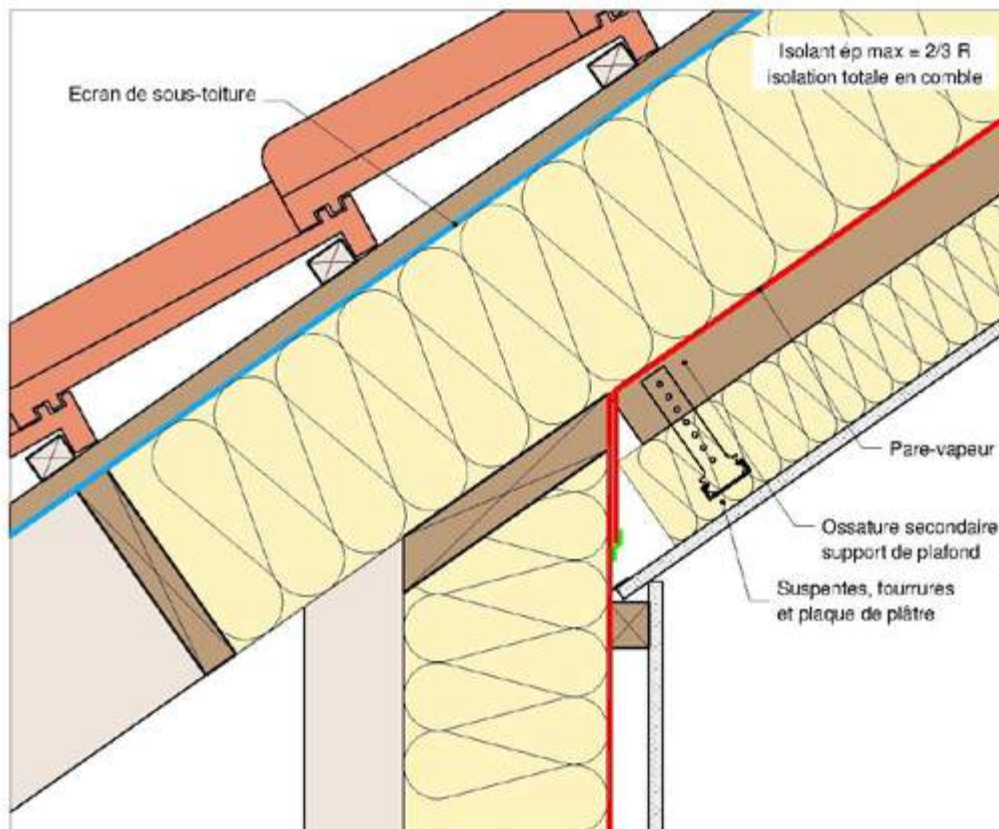 Isolant ép max = 2/3 R
isolation totale en comble
Ecran de sous-toiture
Pare-vapeur
Ossature secondaire
support de plafond
Suspentes, fourrures
et plaque de plâtre